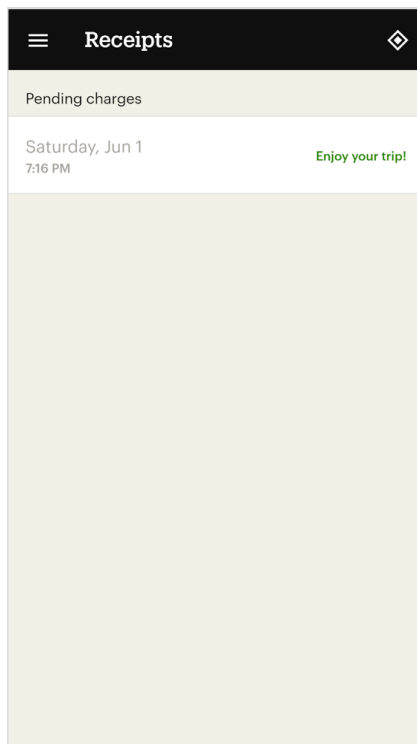 Receipts
Pending charges
Saturday, Jun 1
7:16 PM
Enjoy your trip!